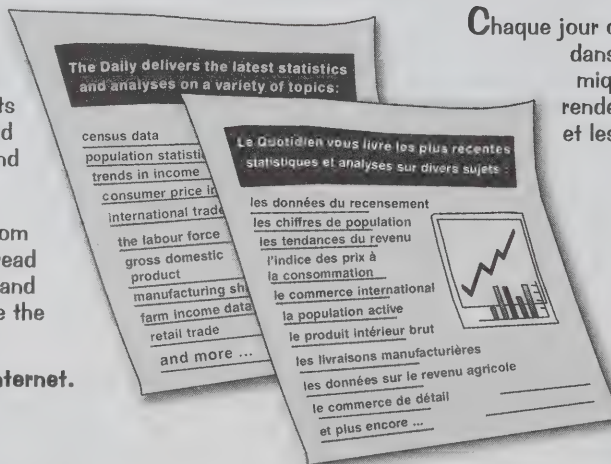 ts
d
nd
om
read
and
e the
nternet.
The Daily delivers the latest statistics
and analyses on a variety of topics:
census data
population statisti
trends in income
consumer price in
international trade
the labour force
gross domestic
product
manufacturing sh
farm income data
retail trade
and more ...
Le Quotidien vous livre les plus recentes
statistiques et analyses sur divers sujets :
les données du recensement
les chiffres de population
les tendances du revenu
l'indice des prix à
la consommation
le commerce international
la population active
le produit intérieur brut
les livraisons manufacturières
les données sur le revenu agricole
le commerce de détail
et plus encore ...
Chaque jour
dans
miq
rende
et les